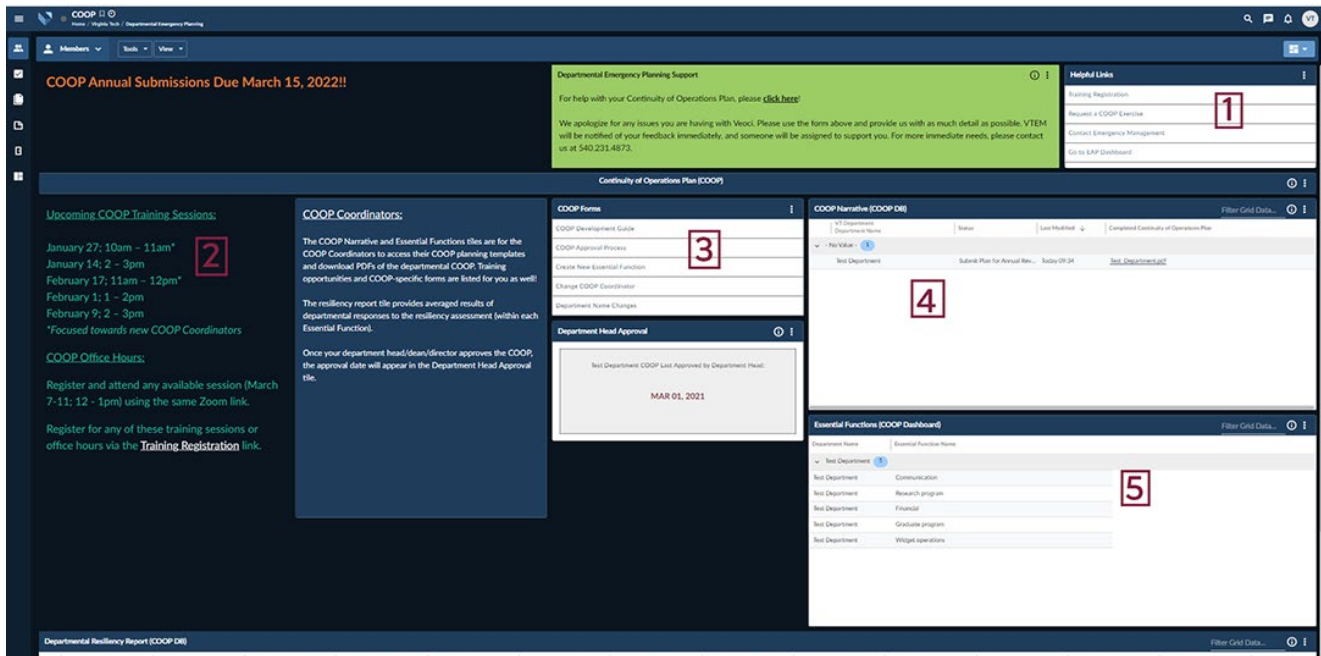 COOP
Home / Virginia Tech / Departmental Emergency Planning
VT
Members
Tools
View
COOP Annual Submissions Due March 15, 2022!!
Departmental Emergency Planning Support
For help with your Continuity of Operations Plan, please click here!
We apologize for any issues you are having with Veoci. Please use the form above and provide us with as much detail as possible. VTEM
will be notified of your feedback immediately, and someone will be assigned to support you. For more immediate needs, please contact
us at 540.231.4873.
Helpful Links
Training Registration
Request a COOP Exercise
Contact Emergency Management
Go to EAP Dashboard
1
Continuity of Operations Plan (COOP)
Upcoming COOP Training Sessions:
January 27; 10am – 11am*
January 14; 2 – 3pm
February 17; 11am – 12pm*
February 1; 1 – 2pm
February 9; 2 – 3pm
*Focused towards new COOP Coordinators
2
COOP Office Hours:
Register and attend any available session (March
7-11; 12 - 1pm) using the same Zoom link.
Register for any of these training sessions or
office hours via the Training Registration link.
COOP Coordinators:
The COOP Narrative and Essential Functions tiles are for the
COOP Coordinators to access their COOP planning templates
and download PDFs of the departmental COOP. Training
opportunities and COOP-specific forms are listed for you as well!
The resiliency report tile provides averaged results of
departmental responses to the resiliency assessment (within each
Essential Function).
Once your department head/dean/director approves the COOP,
the approval date will appear in the Department Head Approval
tile.
COOP Forms
COOP Development Guide
COOP Approval Process
Create New Essential Function
Change COOP Coordinator
Department Name Changes
3
Department Head Approval
Test Department COOP Last Approved by Department Head:
MAR 01, 2021
COOP Narrative (COOP DB)
Filter Grid Data...
VT Department
Department Name
Status
Last Modified
Completed Continuity of Operations Plan
- No Value - 1
Test Department
Submit Plan for Annual Rev...
Today 09:34
Test_Department.pdf
4
Essential Functions (COOP Dashboard)
Filter Grid Data...
Department Name
Essential Function Name
Test Department 5
Test Department Communication
Test Department Research program
Test Department Financial
Test Department Graduate program
Test Department Widget operations
5
Departmental Resiliency Report (COOP DB)
Filter Grid Data...